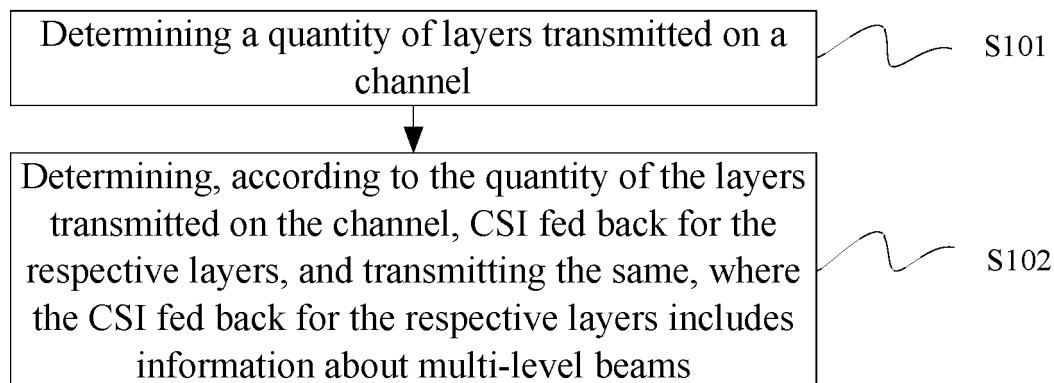 Determining a quantity of layers transmitted on a
channel
S101
Determining, according to the quantity of the layers
transmitted on the channel, CSI fed back for the
respective layers, and transmitting the same, where
the CSI fed back for the respective layers includes
information about multi-level beams
S102